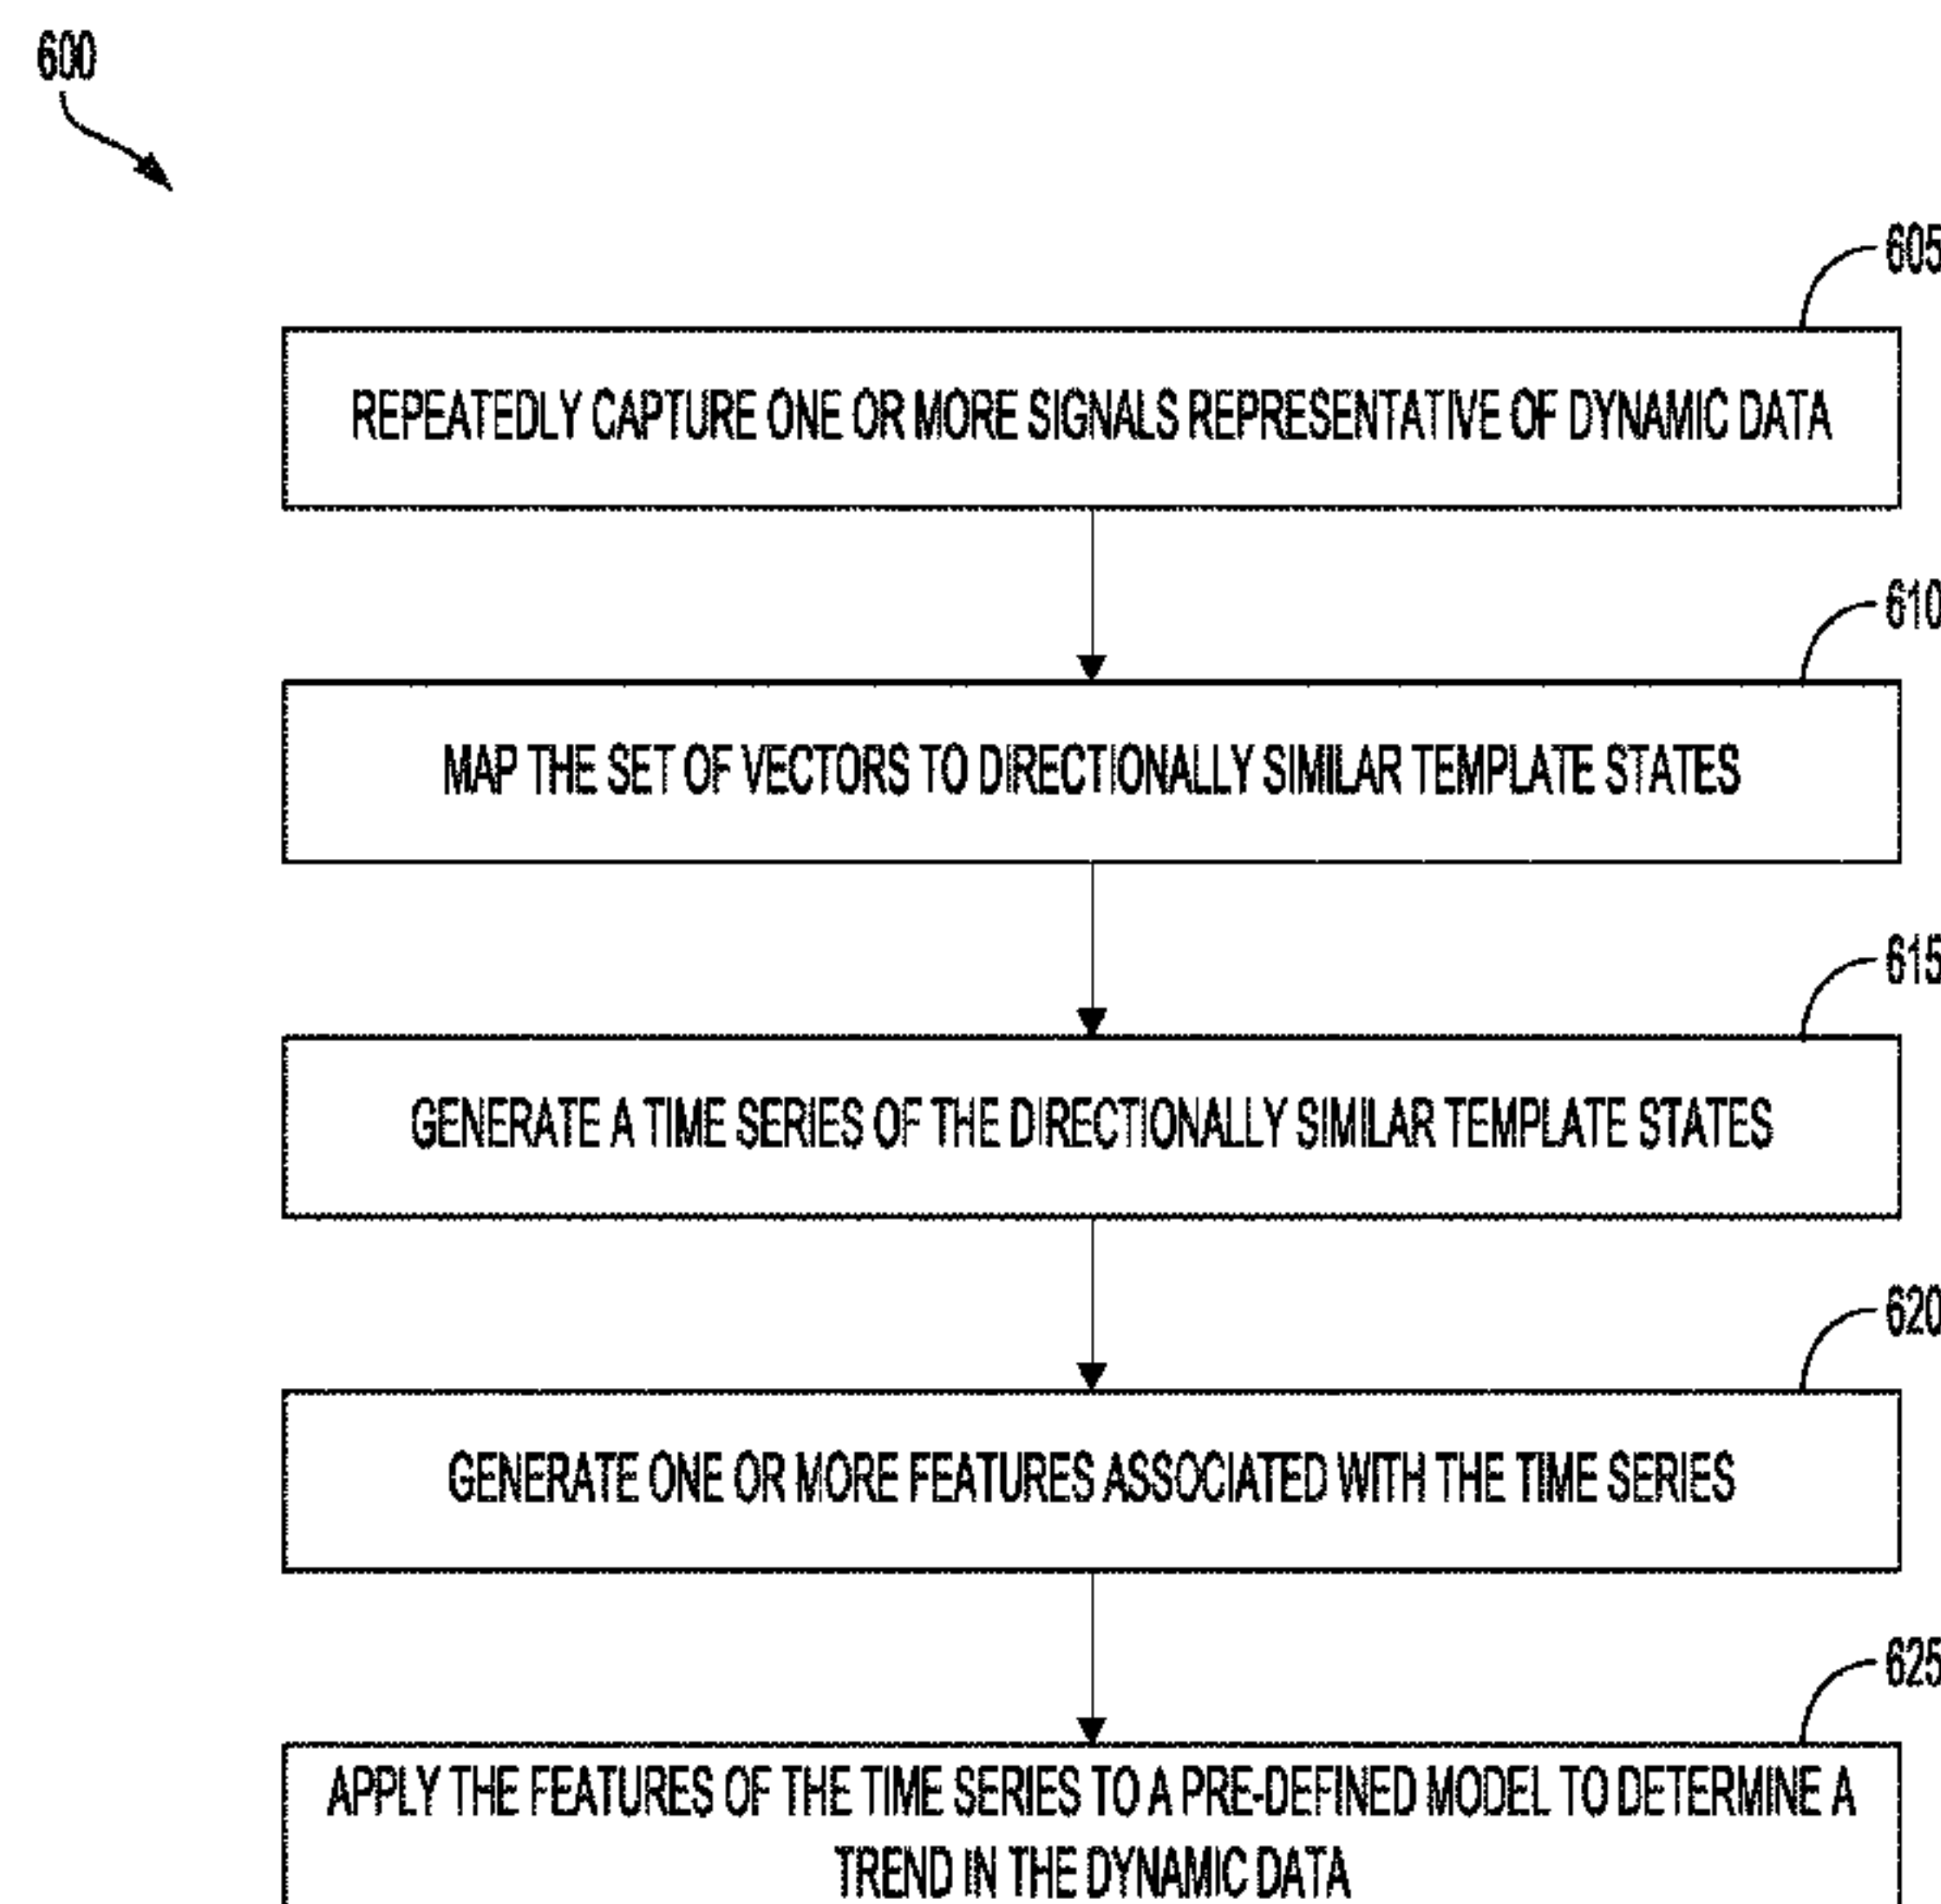 600
605
REPEATEDLY CAPTURE ONE OR MORE SIGNALS REPRESENTATIVE OF DYNAMIC DATA
610
MAP THE SET OF VECTORS TO DIRECTIONALLY SIMILAR TEMPLATE STATES
615
GENERATE A TIME SERIES OF THE DIRECTIONALLY SIMILAR TEMPLATE STATES
620
GENERATE ONE OR MORE FEATURES ASSOCIATED WITH THE TIME SERIES
625
APPLY THE FEATURES OF THE TIME SERIES TO A PRE-DEFINED MODEL TO DETERMINE A
TREND IN THE DYNAMIC DATA